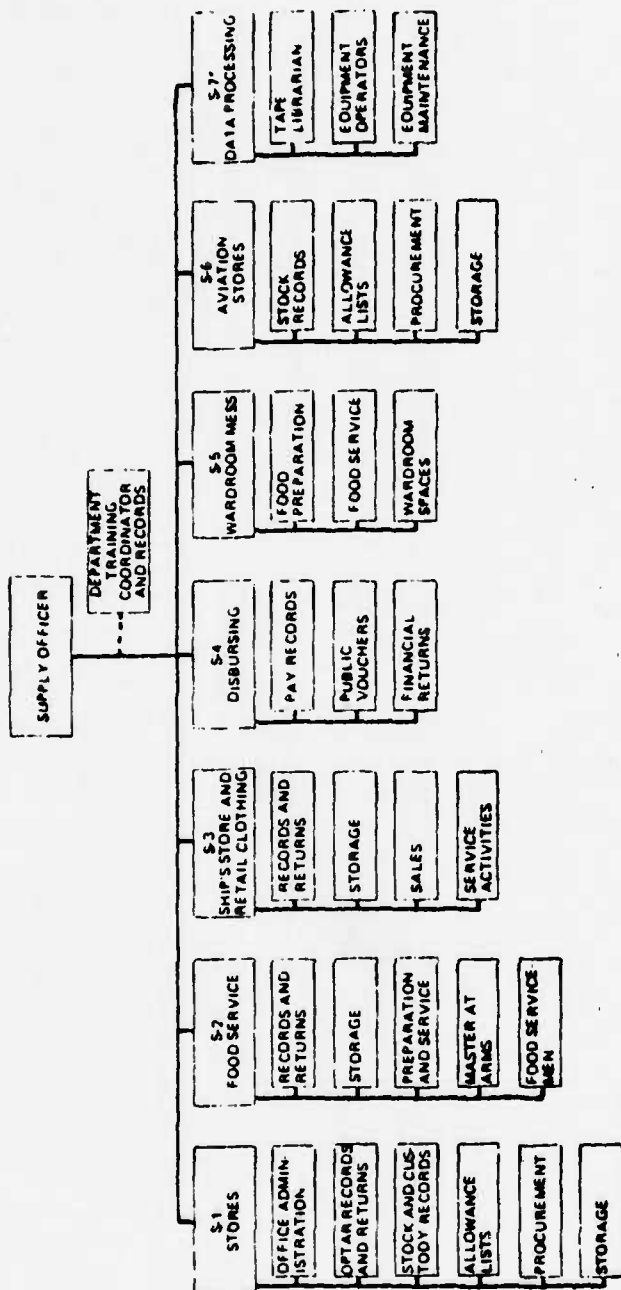 SUPPLY OFFICER
DEPARTMENT
TRAINING
COORDINATOR
AND RECORDS
S-1
STORES
OFFICE ADMIN-
ISTRATION
OPTAR RECORDS
AND RETURNS
STOCK AND CUS-
TODY RECORDS
ALLOWANCE
LISTS
PROCUREMENT
STORAGE
S-2
FOOD SERVICE
RECORDS AND
RETURNS
STORAGE
PREPARATION
AND SERVICE
MASTER AT
ARMS
FOOD SERVICE-
MEN
S-3
SHIP'S STORE AND
RETAIL CLOTHING
RECORDS AND
RETURNS
STORAGE
SALES
SERVICE
ACTIVITIES
S-4
DISBURSING
PAY RECORDS
PUBLIC
VOUCHERS
FINANCIAL
RETURNS
S-5
WARDROOM MESS
FOOD
PREPARATION
FOOD SERVICE
WARDROOM
SPACES
S-6
AVIATION
STORES
STOCK
RECORDS
ALLOWANCE
LISTS
PROCUREMENT
STORAGE
S-7*
DATA PROCESSING
TAPE
LIBRARIAN
EQUIPMENT
OPERATORS
EQUIPMENT
MAINTENANCE